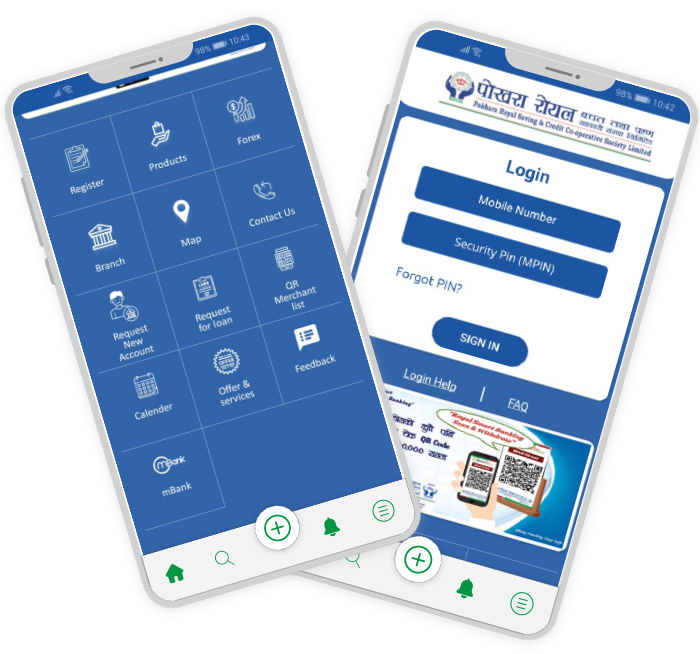 98% 10:43
Register
Products
Forex
Branch
Map
Contact Us
Request
New
Account
Request
for loan
QR
Merchant
list
Calender
OFFER
Offer &
services
Feedback
mBank
mBank
98% 10:42
पोखरा रोयल बचत तथा ऋण
सहकारी संस्था लिमिटेड
Pokhara Royal Saving & Credit Co-operative Society Limited
Login
Mobile Number
Security Pin (MPIN)
Forgot PIN?
SIGN IN
Login Help | FAQ
Banking"
"Royal Smart Banking
Scan & Withdraw"
QR Code